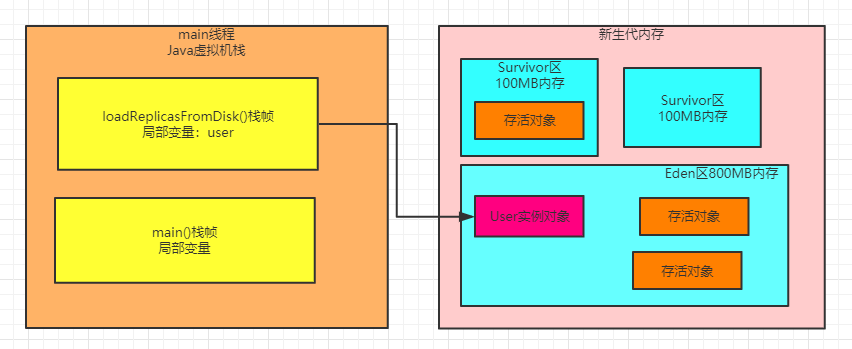 main线程
Java虚拟机栈
loadReplicasFromDisk()栈帧
局部变量：user
main()栈帧
局部变量
新生代内存
Survivor区
100MB内存
存活对象
Survivor区
100MB内存
Eden区800MB内存
User实例对象
存活对象
存活对象